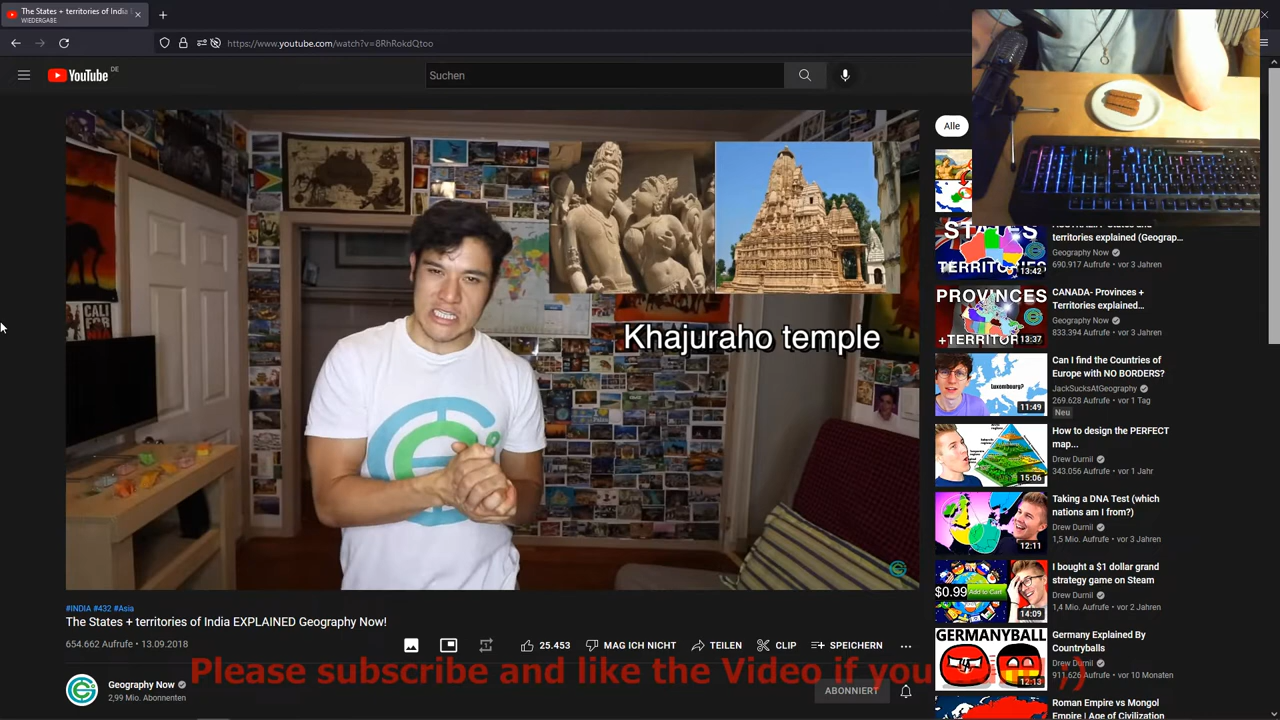 The States + territories of India
WIEDERGABE
https://www.youtube.com/watch?v=8RhRokdQtoo
YouTube DE
Suchen
Khajuraho temple
CALI
FOR
#INDIA #432 #Asia
The States + territories of India EXPLAINED Geography Now!
654.662 Aufrufe • 13.09.2018
25.453
MAG ICH NICHT
TEILEN
CLIP
SPEICHERN
Please subscribe and like the Video if you
Geography Now
2,99 Mio. Abonnenten
ABONNIERT
Alle
STATES
TERRITORIES
13:42
territories explained (Geograp...
Geography Now
690.917 Aufrufe • vor 3 Jahren
PROVINCES
+TERRITORIES
13:37
CANADA- Provinces +
Territories explained...
Geography Now
833.394 Aufrufe • vor 3 Jahren
Luxembourg?
11:49
Can I find the Countries of
Europe with NO BORDERS?
JackSucksAtGeography
269.628 Aufrufe • vor 1 Tag
Neu
15:06
How to design the PERFECT
map...
Drew Durnil
343.056 Aufrufe • vor 1 Jahr
12:11
Taking a DNA Test (which
nations am I from?)
Drew Durnil
1,5 Mio. Aufrufe • vor 3 Jahren
$0.99
Add to Cart
14:09
I bought a $1 dollar grand
strategy game on Steam
Drew Durnil
1,4 Mio. Aufrufe • vor 2 Jahren
GERMANYBALL
12:13
Germany Explained By
Countryballs
Drew Durnil
911.626 Aufrufe • vor 10 Monaten
Roman Empire vs Mongol
Empire | Age of Civilization